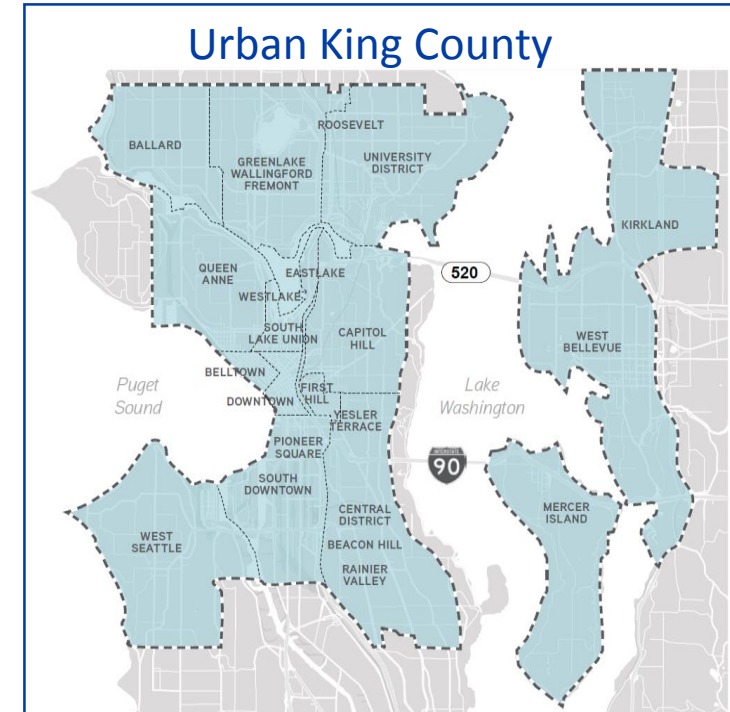 Urban King County
BALLARD
ROOSEVELT
GREENLAKE
WALLINGFORD
FREMONT
UNIVERSITY
DISTRICT
KIRKLAND
QUEEN
ANNE
EASTLAKE
520
WESTLAKE
SOUTH
LAKE UNION
CAPITOL
HILL
WEST
BELLEVUE
BELLTOWN
Puget
Sound
DOWNTOWN
FIRST
HILL
Lake
Washington
YESLER
TERRACE
PIONEER
SQUARE
INTERSTATE
90
SOUTH
DOWNTOWN
MERCER
ISLAND
CENTRAL
DISTRICT
WEST
SEATTLE
BEACON HILL
RAINIER
VALLEY